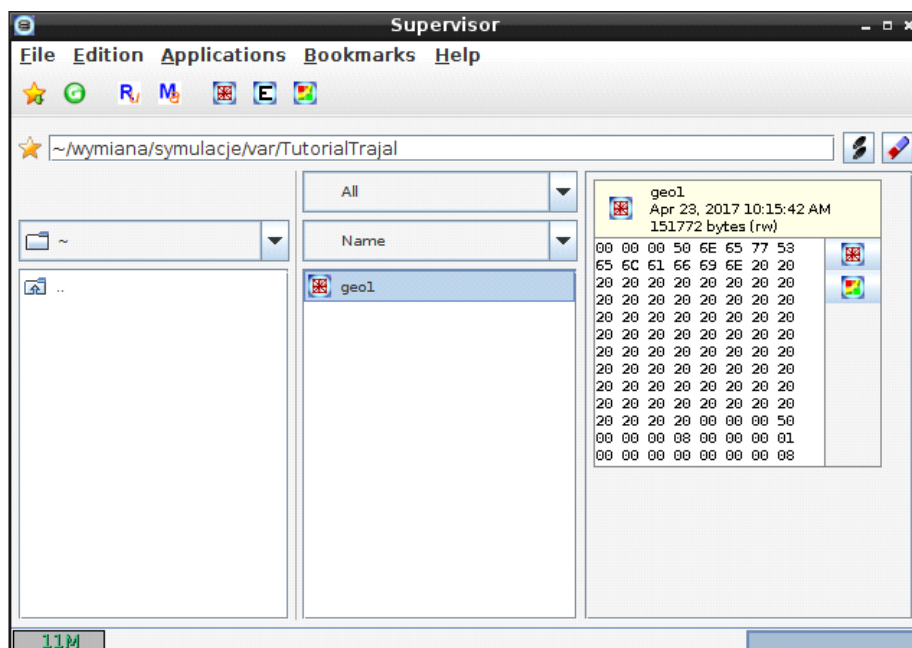 Supervisor
File Edition Applications Bookmarks Help
~/wymiana/symulacje/var/TutorialTrajal
All
~
Name
..
geo1
geo1
Apr 23, 2017 10:15:42 AM
151772 bytes (rw)
00 00 00 50 6E 65 77 53
65 6C 61 66 69 6E 20 20
20 20 20 20 20 20 20 20
20 20 20 20 20 20 20 20
20 20 20 20 20 20 20 20
20 20 20 20 20 20 20 20
20 20 20 20 20 20 20 20
20 20 20 20 20 20 20 20
20 20 20 20 20 20 20 20
20 20 20 20 20 20 20 20
20 20 20 20 00 00 00 50
00 00 00 08 00 00 00 01
00 00 00 00 00 00 00 08
11M